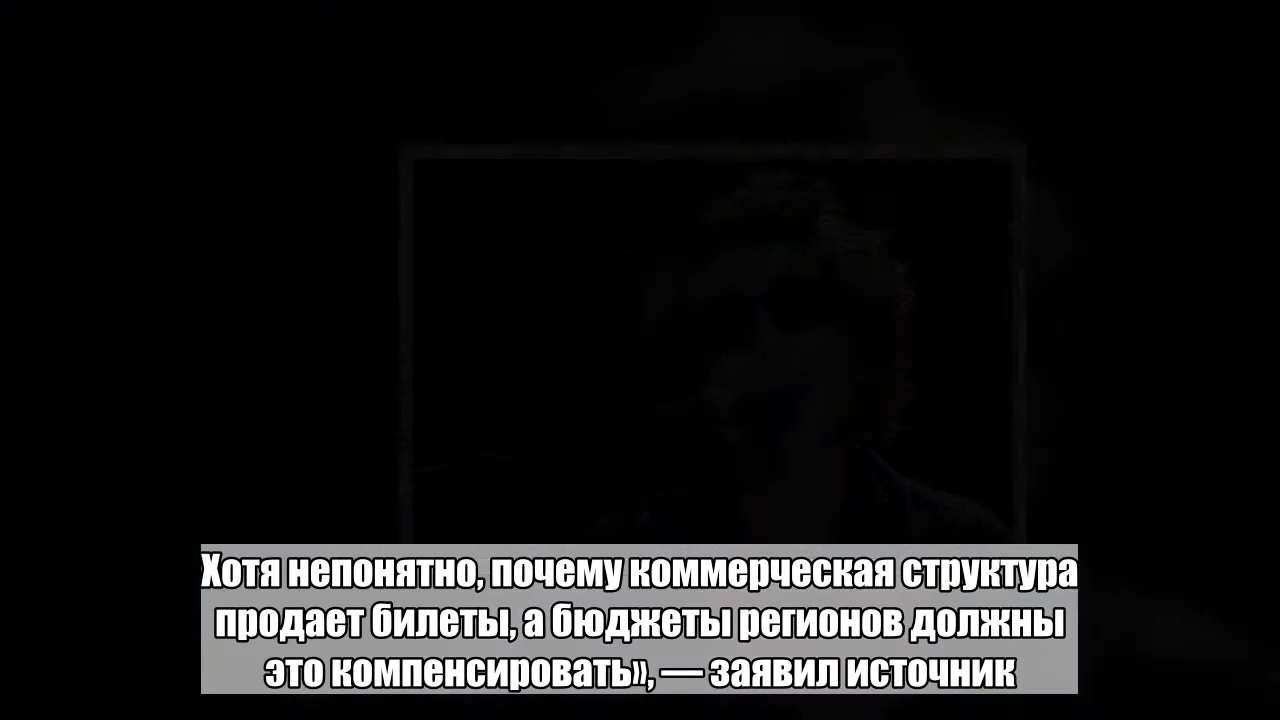 Хотя непонятно, почему коммерческая структура
продает билеты, а бюджеты регионов должны
это компенсировать», — заявил источник